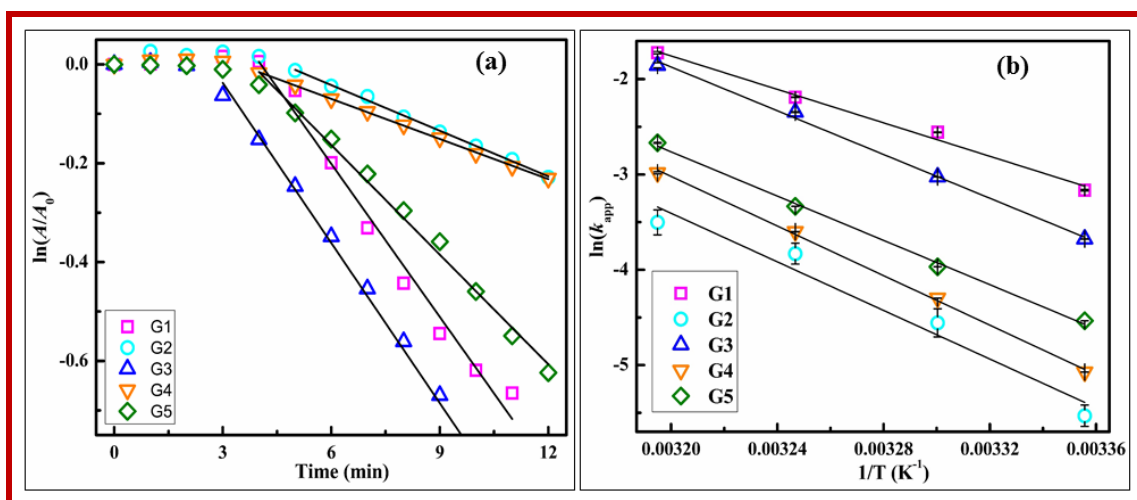 (a)
ln(A/A0)
0.0
-0.2
-0.4
-0.6
G1
G2
G3
G4
G5
0 3 6 9 12
Time (min)
(b)
ln(kapp)
-2
-3
-4
-5
G1
G2
G3
G4
G5
0.00320 0.00324 0.00328 0.00332 0.00336
1/T (K-1)